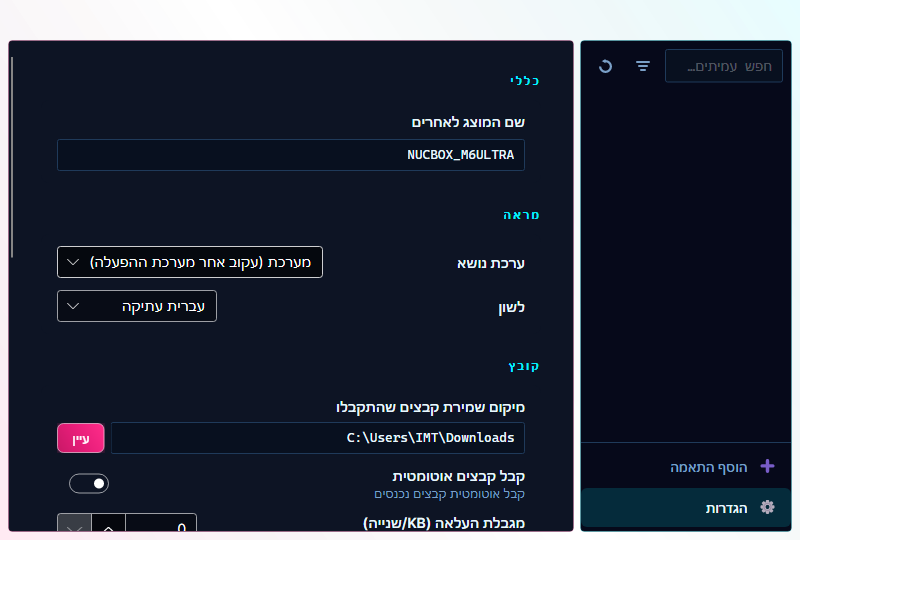 חפש עמיתים...
הוסף התאמה
הגדרות
כללי
שם המוצג לאחרים
NUCBOX_M6ULTRA
מראה
ערכת נושא
מערכת (עקוב אחר מערכת ההפעלה)
לשון
עברית עתיקה
קובץ
מיקום שמירת קבצים שהתקבלו
C:\Users\IMT\Downloads
עיין
קבל קבצים אוטומטית
קבל אוטומטית קבצים נכנסים
מגבלת העלאה (KB/שנייה)
0